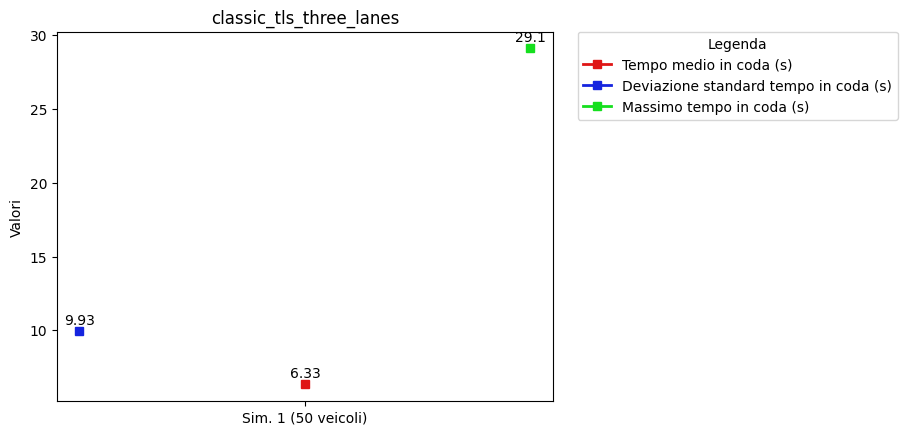 classic_tls_three_lanes
Valori
30
25
20
15
10
29.1
9.93
6.33
Sim. 1 (50 veicoli)
Legenda
Tempo medio in coda (s)
Deviazione standard tempo in coda (s)
Massimo tempo in coda (s)